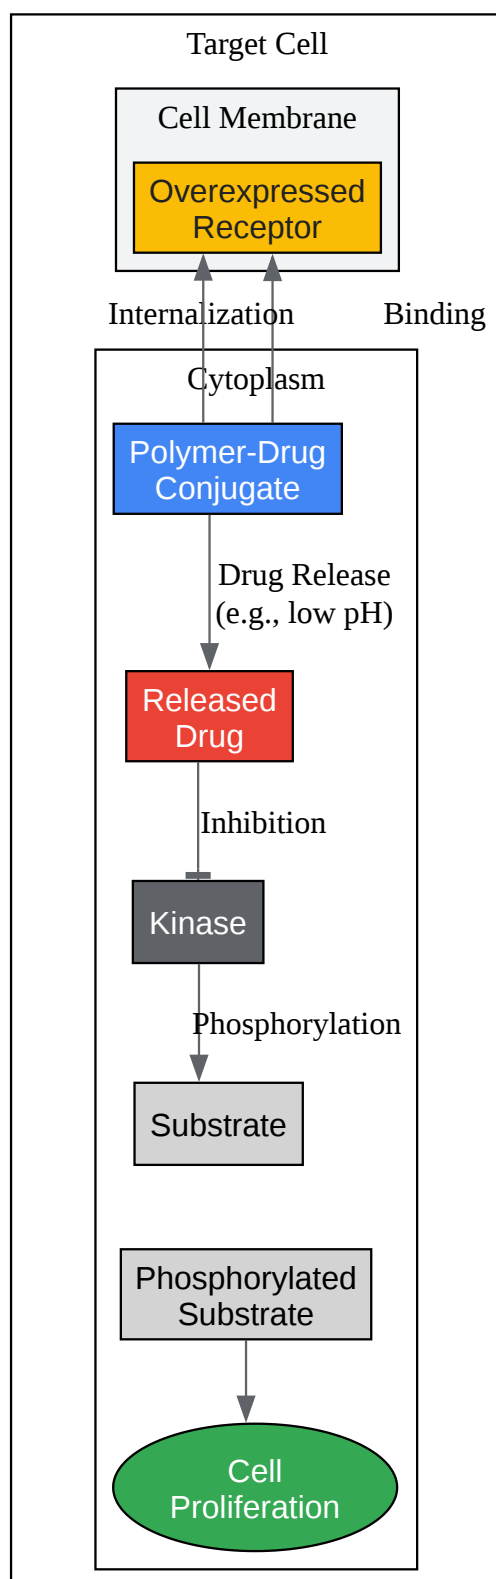 Target Cell
Cell Membrane
Overexpressed
Receptor
Internalization
Binding
Cytoplasm
Polymer-Drug
Conjugate
Drug Release
(e.g., low pH)
Released
Drug
Inhibition
Kinase
Phosphorylation
Substrate
Phosphorylated
Substrate
Cell
Proliferation